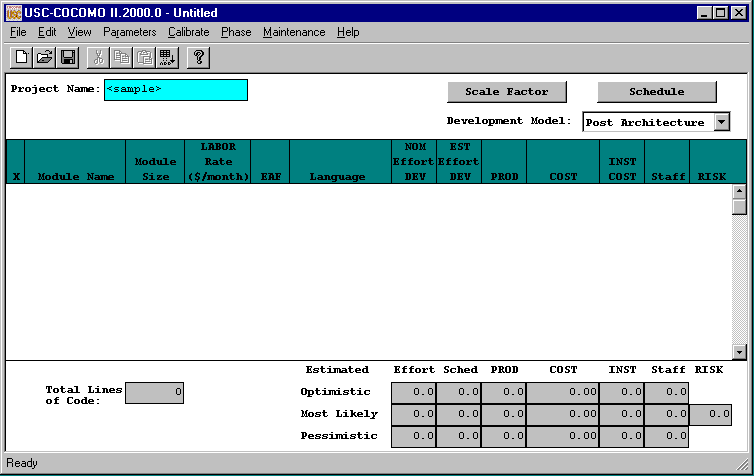 USC-COCOMO II.2000.0 - Untitled
File Edit View Parameters Calibrate Phase Maintenance Help
Project Name: <sample>
Scale Factor Schedule
Development Model: Post Architecture
X Module Name Module Size LABOR Rate ($/month) EAF Language NOM Effort DEV EST Effort DEV PROD COST INST COST Staff RISK
Estimated Effort Sched PROD COST INST Staff RISK
Total Lines of Code: 0
Optimistic 0.0 0.0 0.0 0.00 0.0 0.0
Most Likely 0.0 0.0 0.0 0.00 0.0 0.0 0.0
Pessimistic 0.0 0.0 0.0 0.00 0.0 0.0
Ready